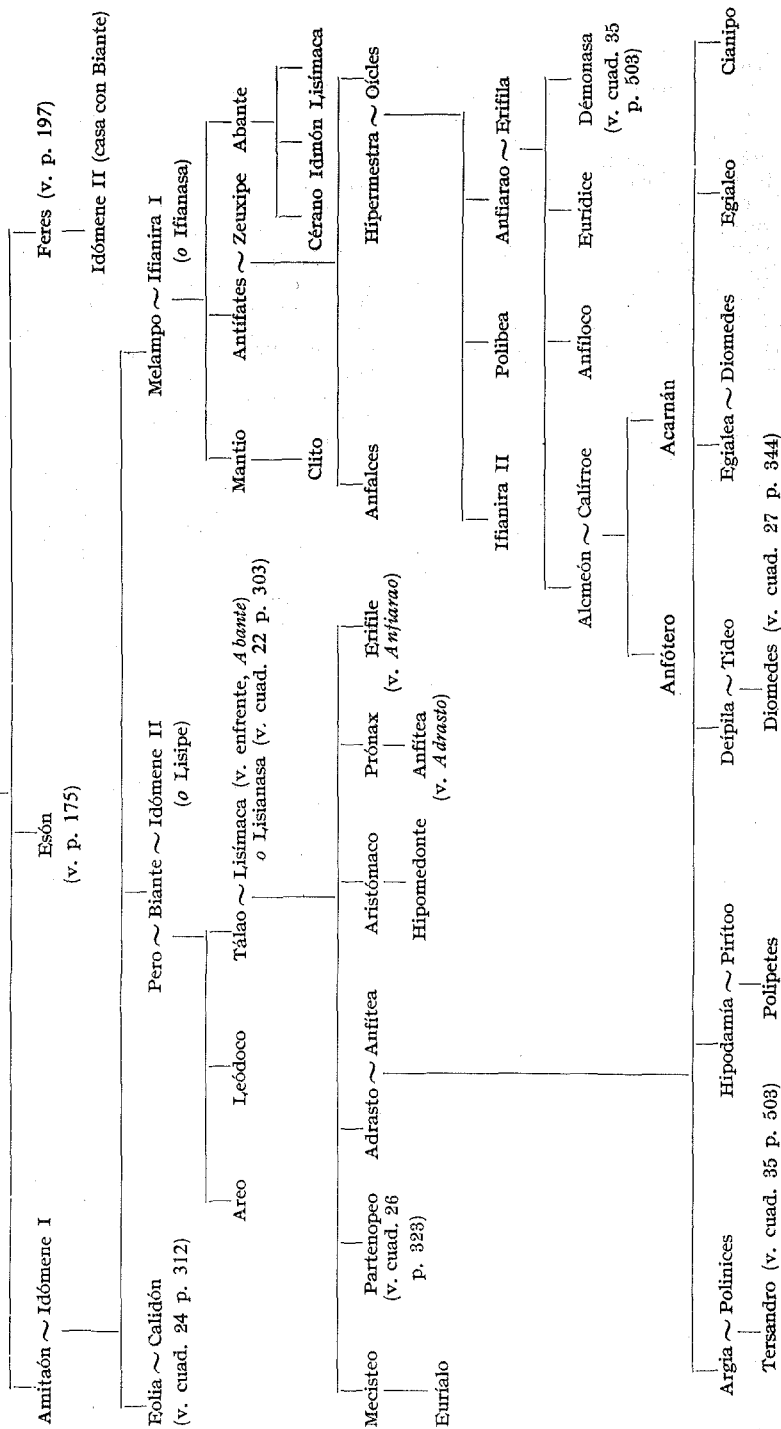 Amitaón ~ Idómene I
Esón
(v. p. 175)
Feres (v. p. 197)
Idómene II (casa con Biante)
Eolia ~ Calidón
(v. cuad. 24 p. 312)
Pero ~ Biante ~ Idómene II
(o Lisipe)
Melampo ~ Ifianira I
(o Ifianasa)
Areo
Leódoco
Tálao ~ Lisímaca (v. enfrente, Abante)
o Lisianasa (v. cuad. 22 p. 303)
Mantio
Antífates ~ Zeuxipe
Abante
Clito
Cérano
Idmón
Lisímaca
Mecisteo
Partenopeo
(v. cuad. 26
p. 323)
Adrasto ~ Anfítea
Aristómaco
Prónax
Erifile
(v. Anfiarao)
Euríalo
Hipomedonte
Anfítea
(v. Adrasto)
Anfalces
Hipermestra ~ Oícles
Ifianira II
Polibea
Anfiarao ~ Erifila
Alcmeón ~ Calírroe
Anfíloco
Eurídice
Démonasa
(v. cuad. 35
p. 503)
Anfótero
Acarnán
Argia ~ Polinices
Hipodamía ~ Pirítoo
Deípila ~ Tideo
Egialea ~ Diomedes
Egialeo
Cianipo
Tersandro (v. cuad. 35 p. 503)
Polipetes
Diomedes (v. cuad. 27 p. 344)